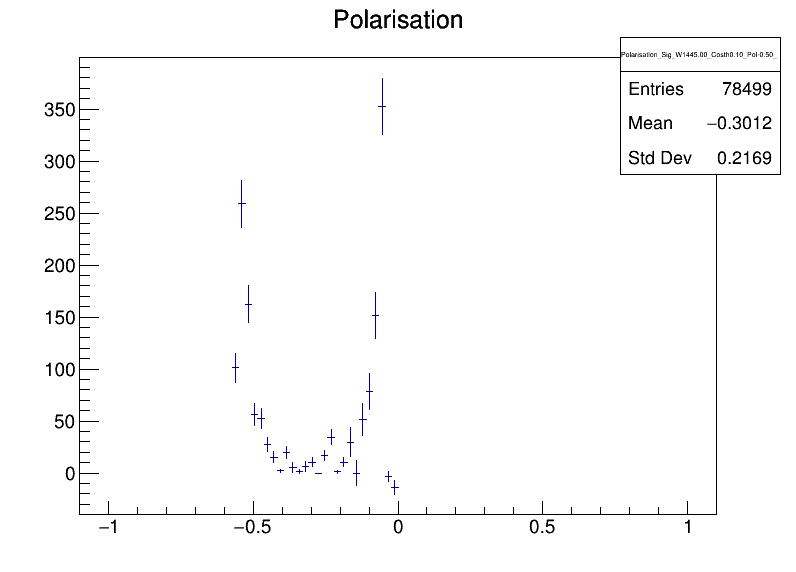 Polarisation
Polarisation_Sig_W1445.00_Costh0.10_Pol-0.50_
Entries 78499
Mean −0.3012
Std Dev 0.2169
350
300
250
200
150
100
50
0
−1 −0.5 0 0.5 1